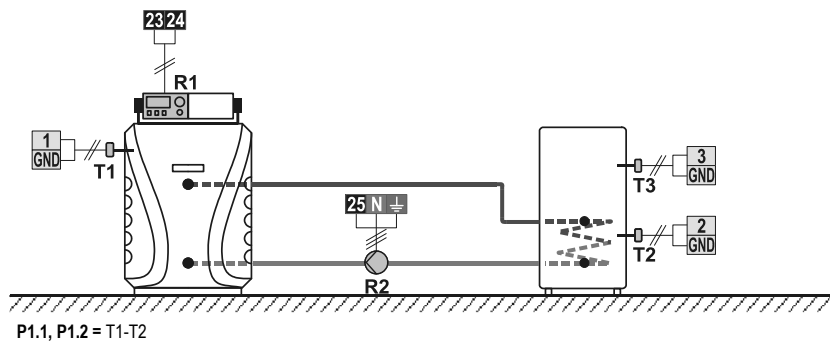 23 24
R1
1
GND
T1
3
GND
T3
25 N
2
GND
T2
R2
P1.1, P1.2 = T1-T2